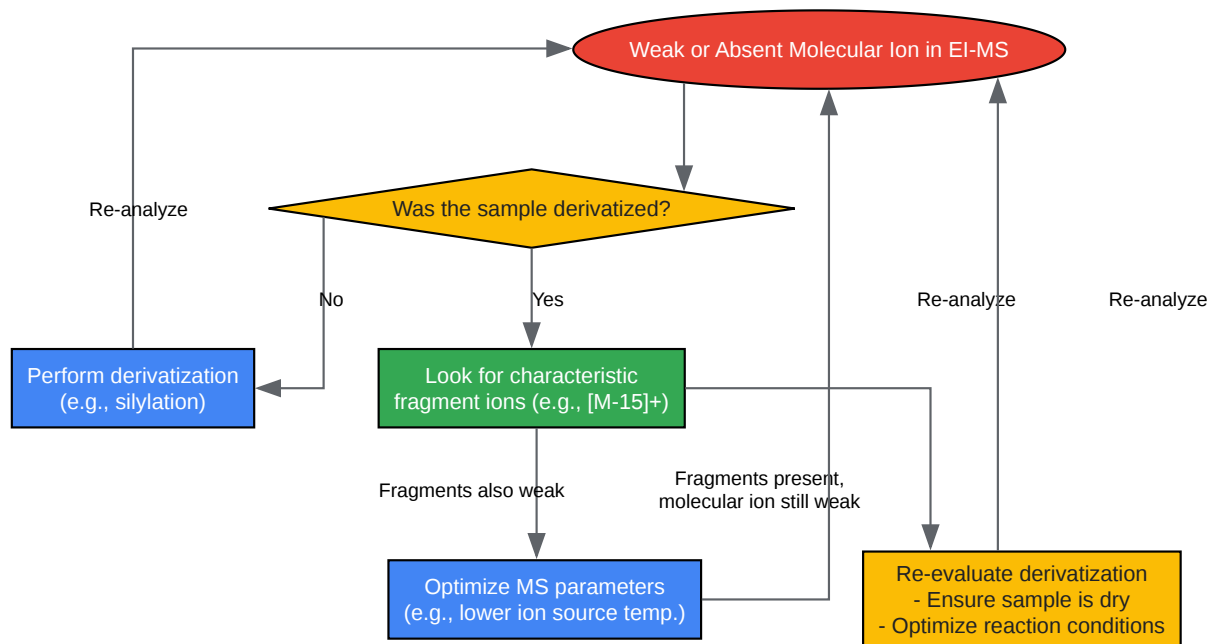 Weak or Absent Molecular Ion in EI-MS
Was the sample derivatized?
Re-analyze
No
Yes
Re-analyze
Re-analyze
Perform derivatization
(e.g., silylation)
Look for characteristic
fragment ions (e.g., [M-15]+)
Fragments also weak
Fragments present,
molecular ion still weak
Optimize MS parameters
(e.g., lower ion source temp.)
Re-evaluate derivatization
- Ensure sample is dry
- Optimize reaction conditions